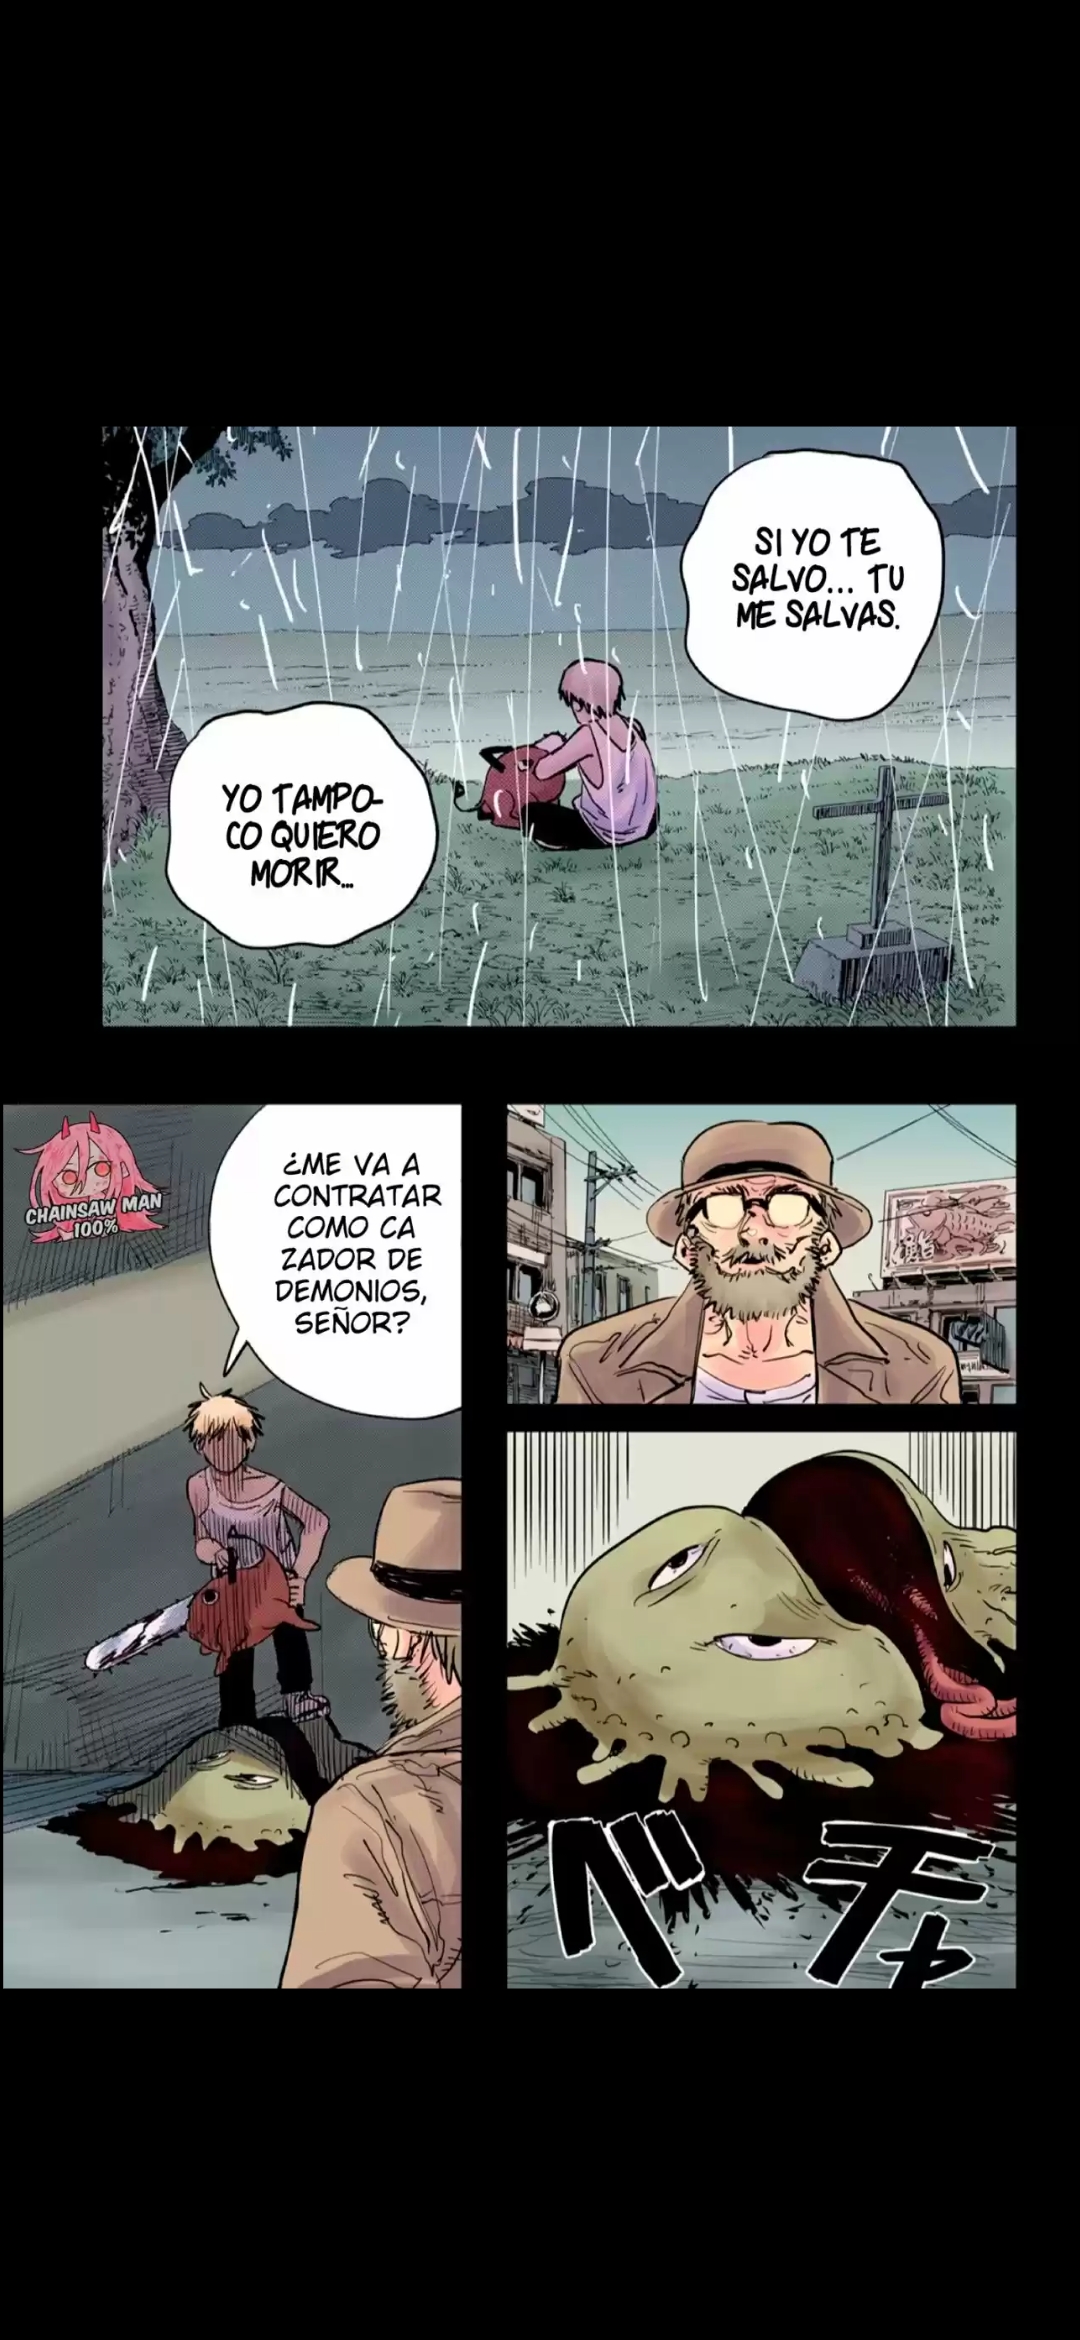 SI YO TE
SALVO... TU
ME SALVAS.
YO TAMPO-
CO QUIERO
MORIR...
CHAINSAW MAN
100%
¿ME VA A
CONTRATAR
COMO CA
ZADOR DE
DEMONIOS,
SEÑOR?
ベチャ